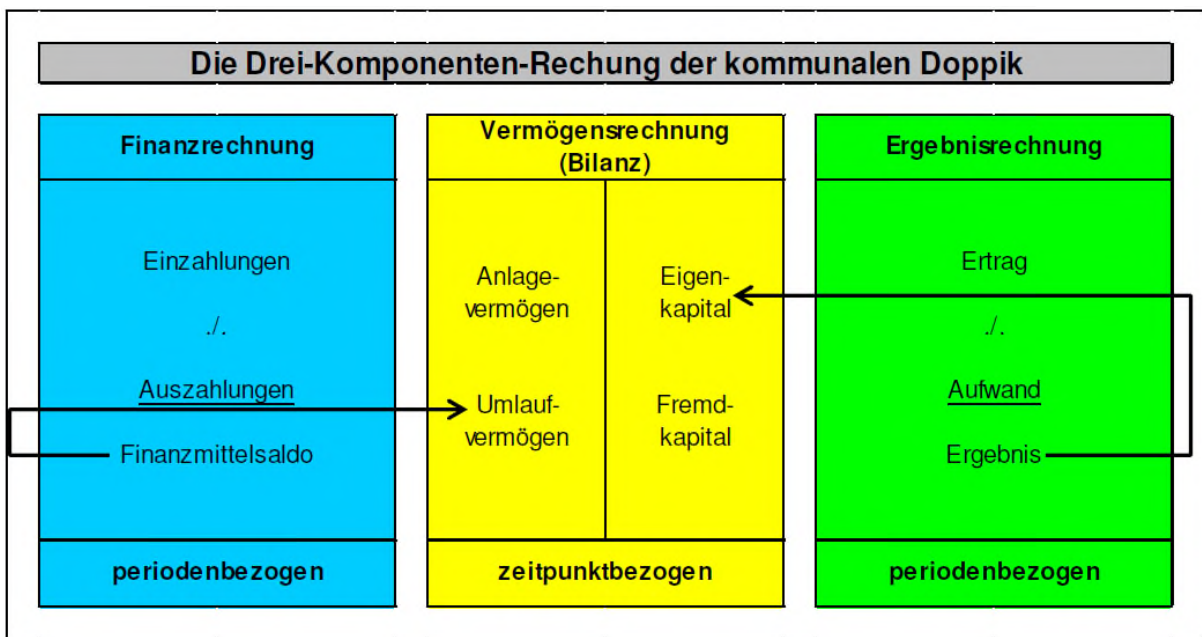 Die Drei-Komponenten-Rechung der kommunalen Doppik
Finanzrechnung
Einzahlungen
./.
Auszahlungen
Finanzmittelsaldo
periodenbezogen
Vermögensrechnung
(Bilanz)
Anlage-
vermögen
Umlauf-
vermögen
Eigen-
kapital
Fremd-
kapital
zeitpunktbezogen
Ergebnisrechnung
Ertrag
./.
Aufwand
Ergebnis
periodenbezogen